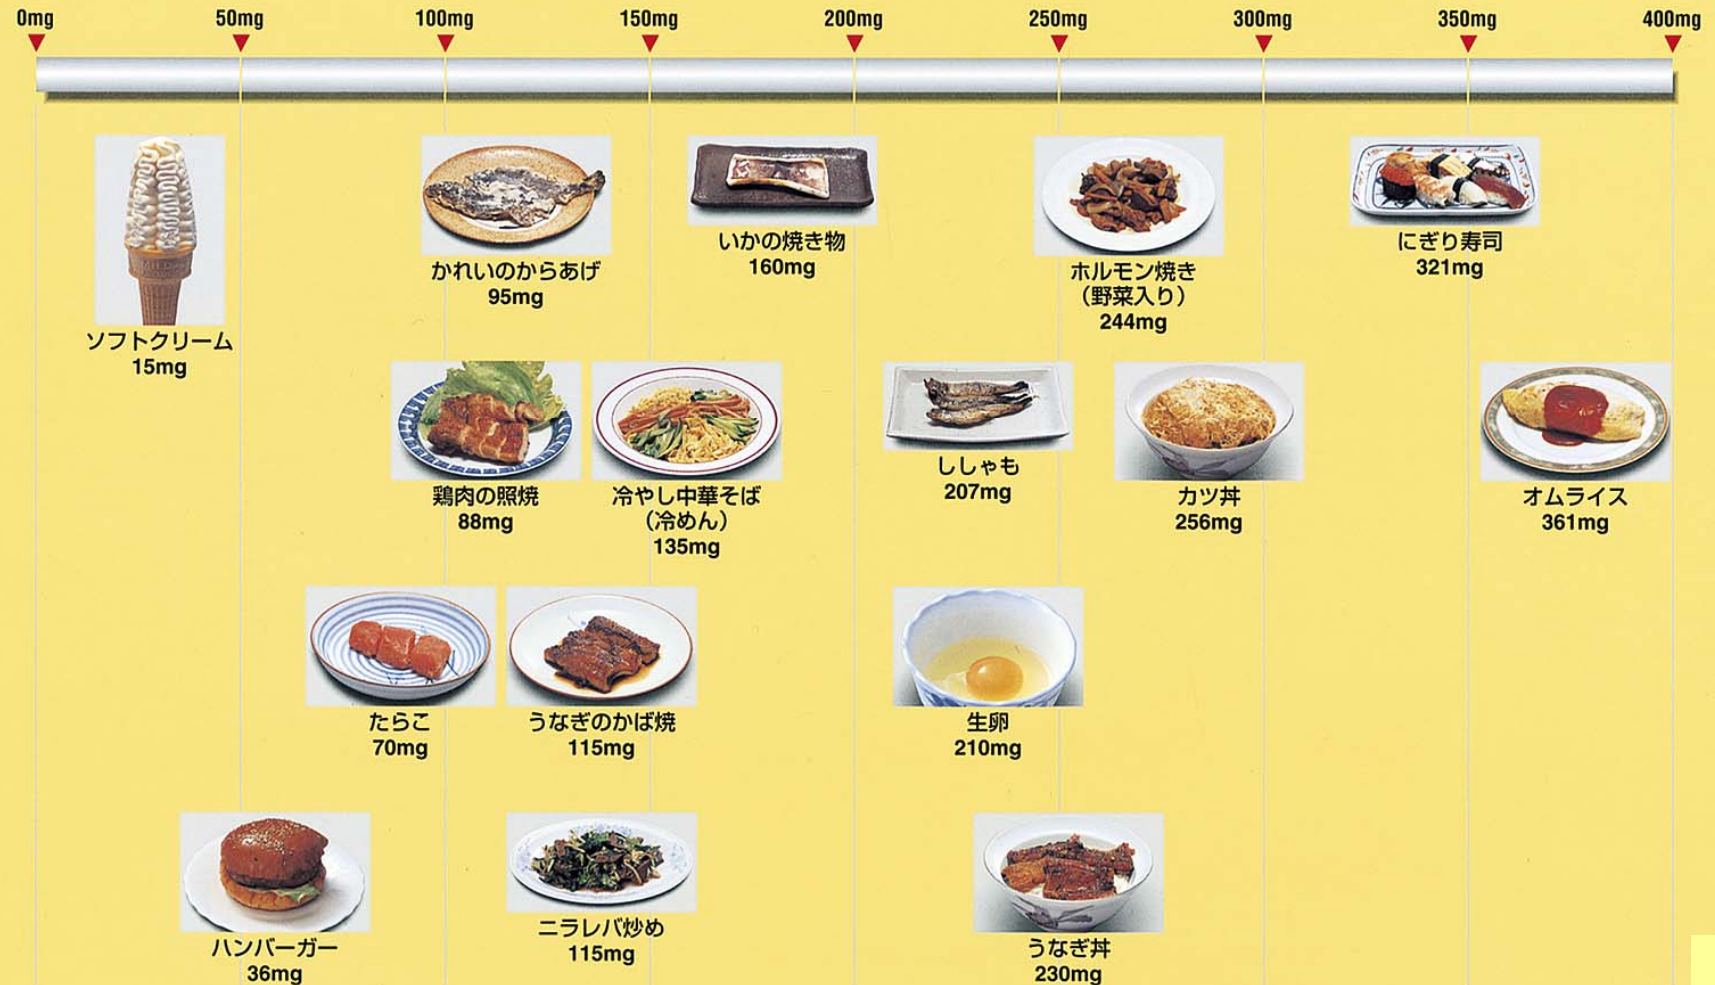 0mg 50mg 100mg 150mg 200mg 250mg 300mg 350mg 400mg
ソフトクリーム
15mg
かれいのからあげ
95mg
いかの焼き物
160mg
ホルモン焼き
（野菜入り）
244mg
にぎり寿司
321mg
鶏肉の照焼
88mg
冷やし中華そば
（冷めん）
135mg
ししゃも
207mg
カツ丼
256mg
オムライス
361mg
たらこ
70mg
うなぎのかば焼
115mg
生卵
210mg
ハンバーガー
36mg
ニラレバ炒め
115mg
うなぎ丼
230mg